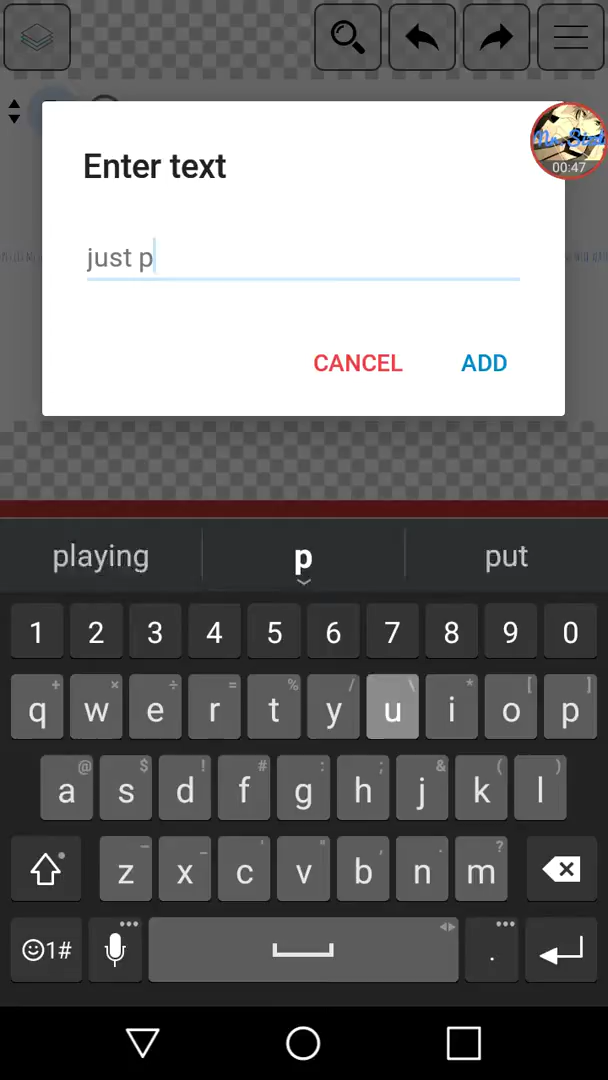 00:47
Enter text
just p
CANCEL ADD
playing p put
1 2 3 4 5 6 7 8 9 0
+ × ÷ = % / \ * [ ]
q w e r t y u i o p
@ $ ! # : ; & ( )
a s d f g h j k l
- _ ' " , . ?
z x c v b n m
☺1# .